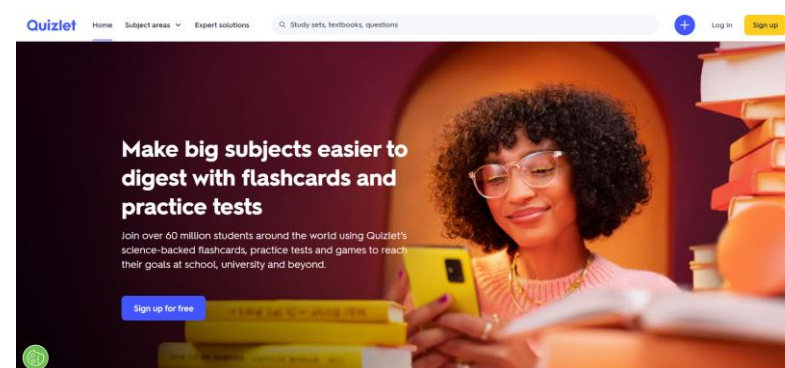 Quizlet
Home
Subject areas
Expert solutions
Study sets, textbooks, questions
Log in
Sign up
Make big subjects easier to
digest with flashcards and
practice tests
Join over 60 million students around the world using Quizlet's
science-backed flashcards, practice tests and games to reach
their goals at school, university and beyond.
Sign up for free